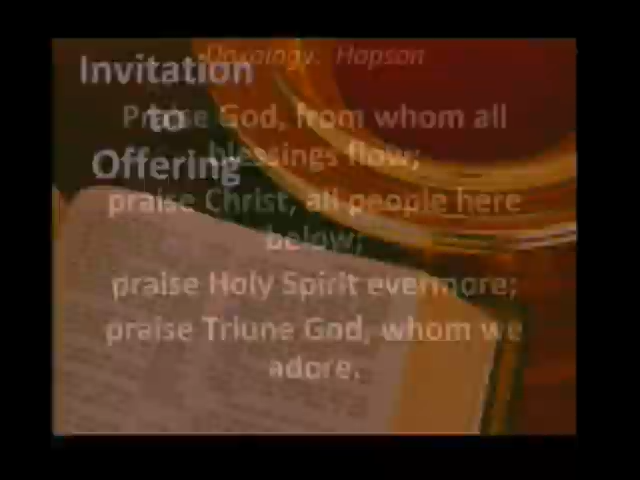 Doxology: Hopson
Invitation
to
Offering
Praise God, from whom all
blessings flow;
praise Christ, all people here
below;
praise Holy Spirit evermore;
praise Triune God, whom we
adore.